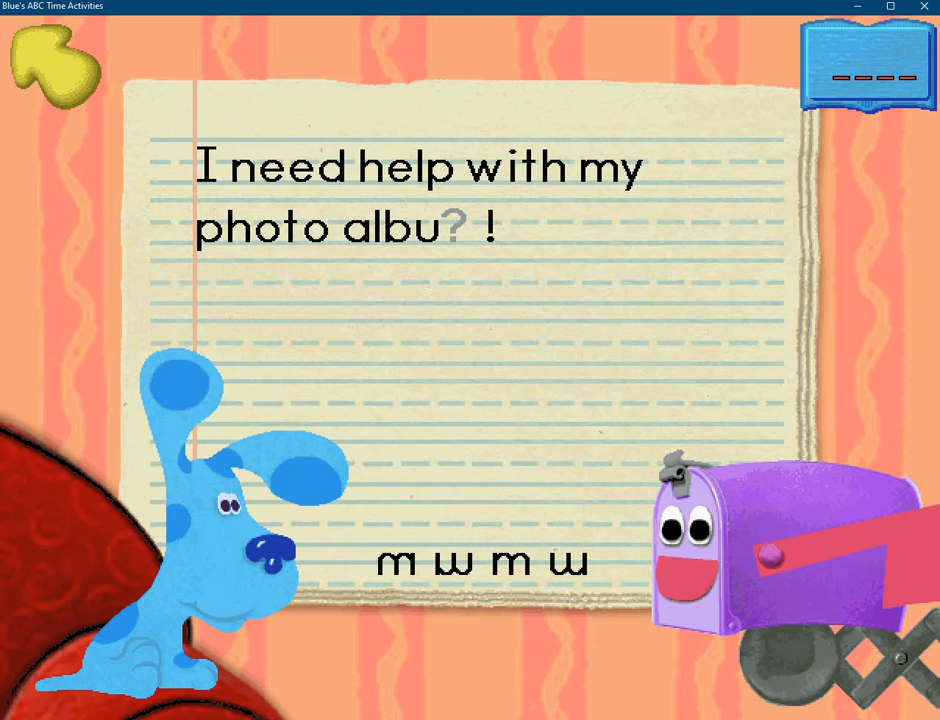 Blue's ABC Time Activities
I need help with my
photo albu? !
m w m w